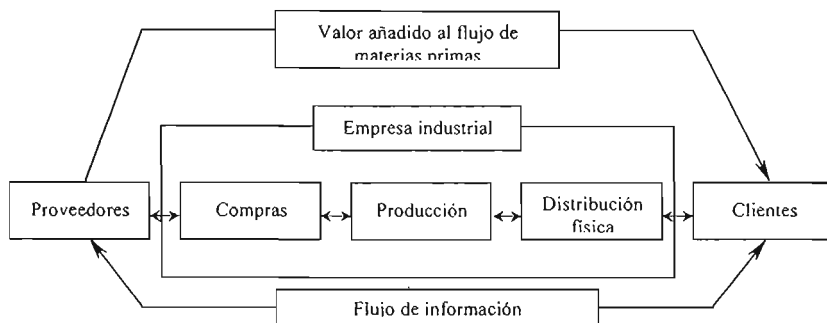 Valor añadido al flujo de
materias primas
Empresa industrial
Proveedores
Compras
Producción
Distribución
física
Clientes
Flujo de información